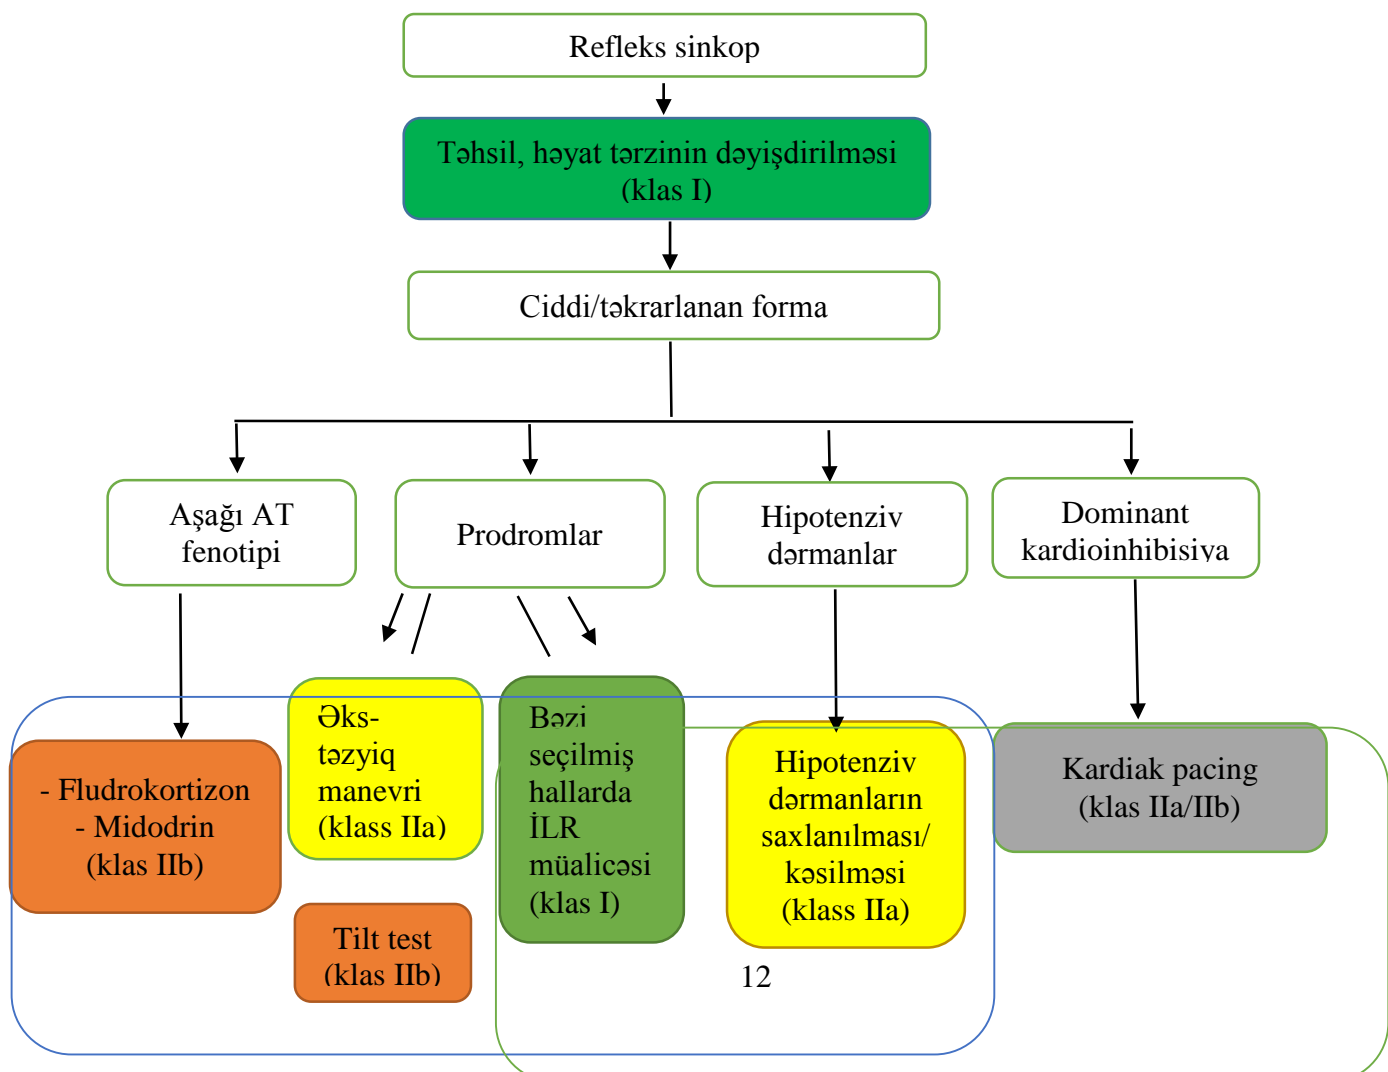 Refleks sinkop
Təhsil, həyat tərzinin dəyişdirilməsi
(klas I)
Ciddi/təkrarlanan forma
Aşağı AT
fenotipi
Prodromlar
Hipotenziv
dərmanlar
Dominant
kardioinhibisiya
- Fludrokortizon
- Midodrin
(klas IIb)
Əks-
təzyiq
manevri
(klass IIa)
Tilt test
(klas IIb)
Bəzi
seçilmiş
hallarda
İLR
müalicəsi
(klas I)
Hipotenziv
dərmanların
saxlanılması/
kəsilməsi
(klass IIa)
Kardiak pacing
(klas IIa/IIb)
12